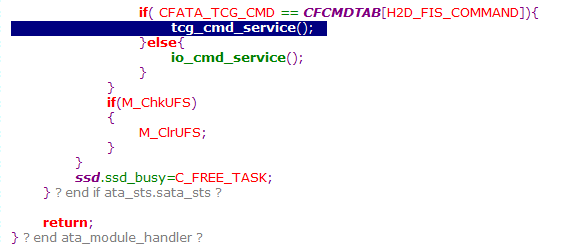 if( CFATA_TCG_CMD == CFCMDTAB[H2D_FIS_COMMAND]){
tcg_cmd_service();
}else{
io_cmd_service();
}
}
if(M_ChkUFS)
{
M_ClrUFS;
}
}
ssd.ssd_busy=C_FREE_TASK;
} ? end if ata_sts.sata_sts ?
return;
} ? end ata_module_handler ?